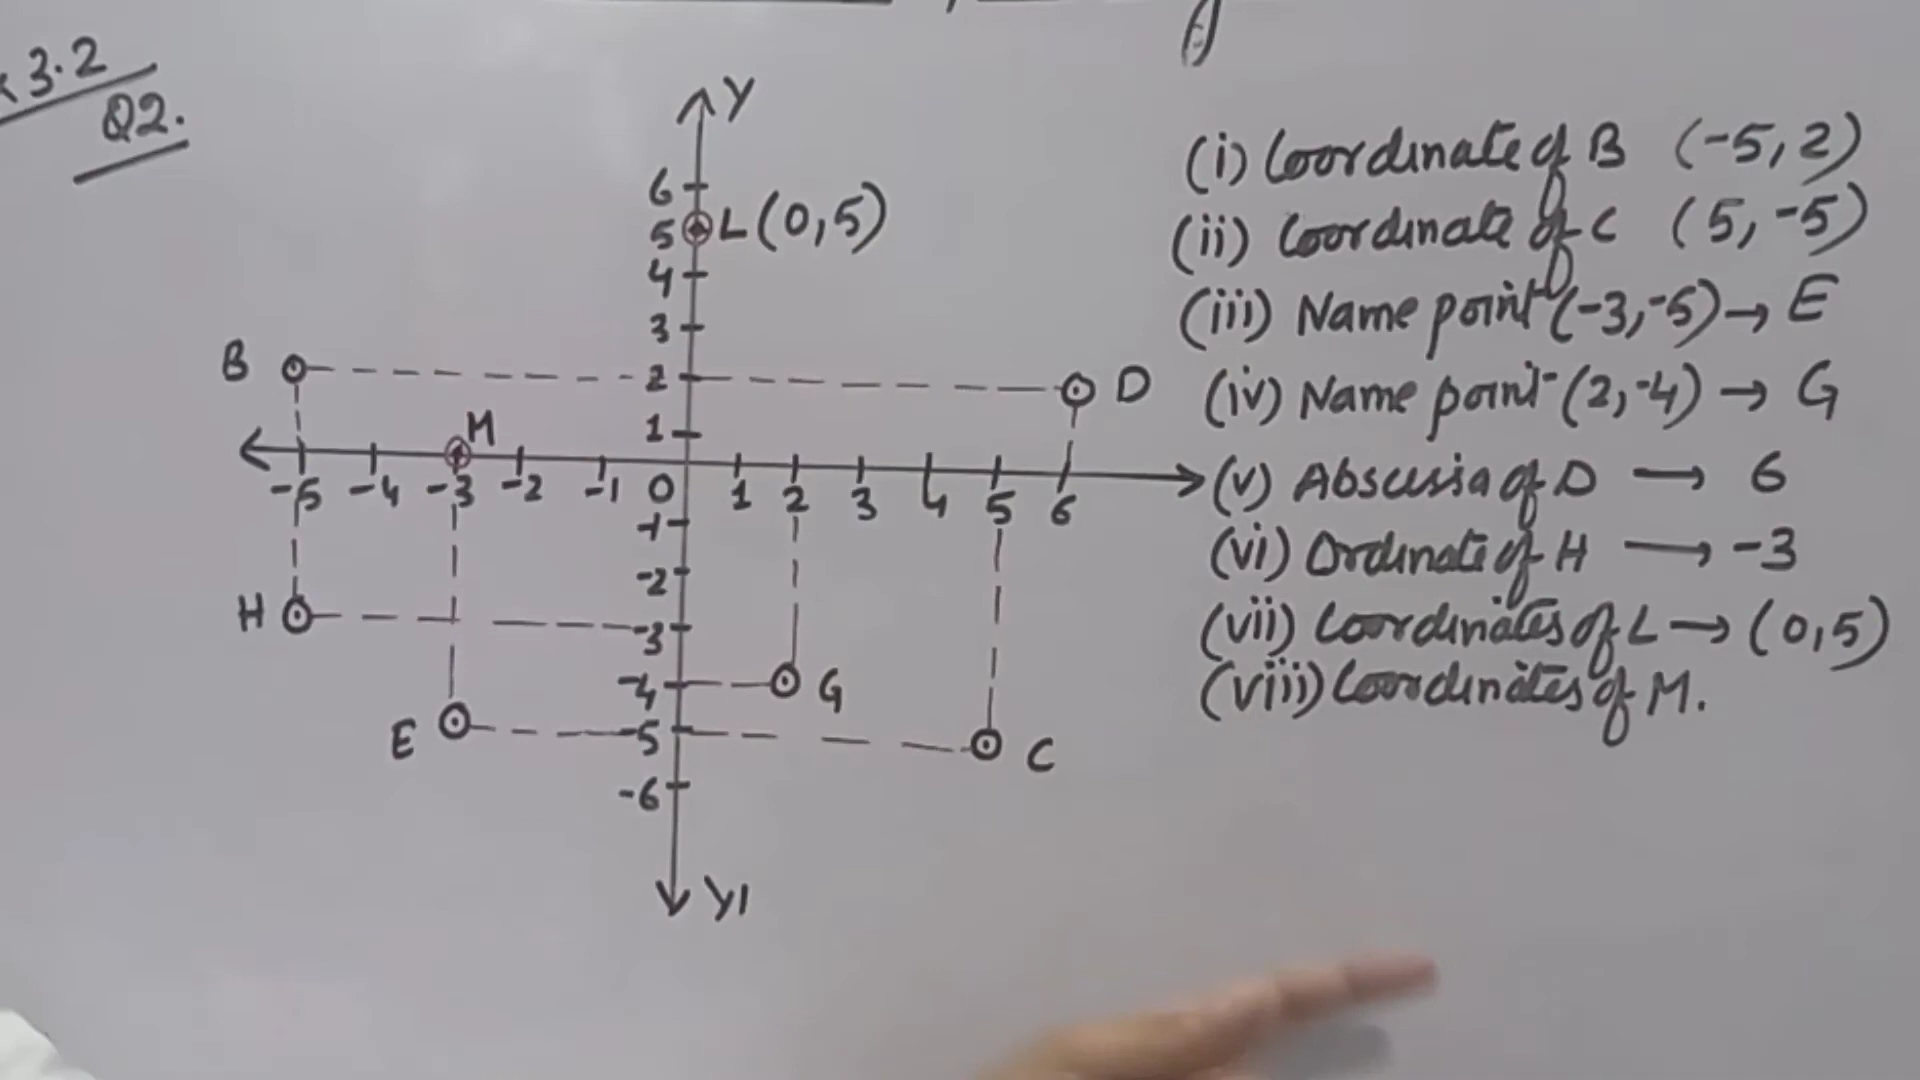 3.2
Q2.
Y
6
5 L(0,5)
4
3
B 2 D
M 1
-5 -4 -3 -2 -1 0 1 2 3 4 5 6
-1
-2
H -3
-4 G
E -5 C
-6
Y1
(i) Coordinate of B (-5,2)
(ii) Coordinate of C (5,-5)
(iii) Name point (-3,-5) → E
(iv) Name point (2,-4) → G
(v) Abscissa of D → 6
(vi) Ordinate of H → -3
(vii) Coordinates of L → (0,5)
(viii) Coordinates of M.